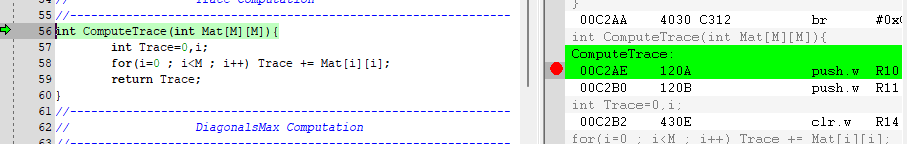 54 // Trace Computation
55 //-----------------------------------------------------------------
56 int ComputeTrace(int Mat[M][M]){
57 int Trace=0,i;
58 for(i=0 ; i<M ; i++) Trace += Mat[i][i];
59 return Trace;
60 }
61 //-----------------------------------------------------------------
62 // DiagonalsMax Computation
63 //-----------------------------------------------------------------
}
00C2AA 4030 C312 br
int ComputeTrace(int Mat[M][M]){
ComputeTrace:
00C2AE 120A push.w R10
00C2B0 120B push.w R11
int Trace=0,i;
00C2B2 430E clr.w R14
for(i=0 ; i<M ; i++) Trace += Mat[i][i];